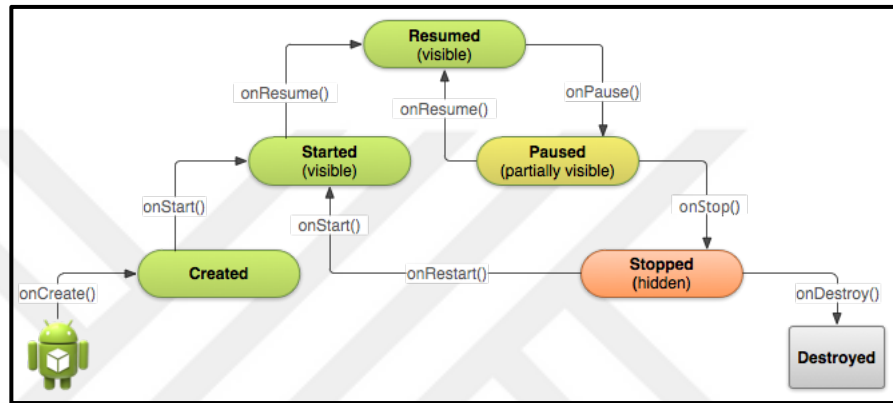 Resumed
(visible)
onResume()
onResume()
onPause()
Started
(visible)
Paused
(partially visible)
onStart()
onStart()
onStop()
Created
onRestart()
Stopped
(hidden)
onCreate()
onDestroy()
Destroyed